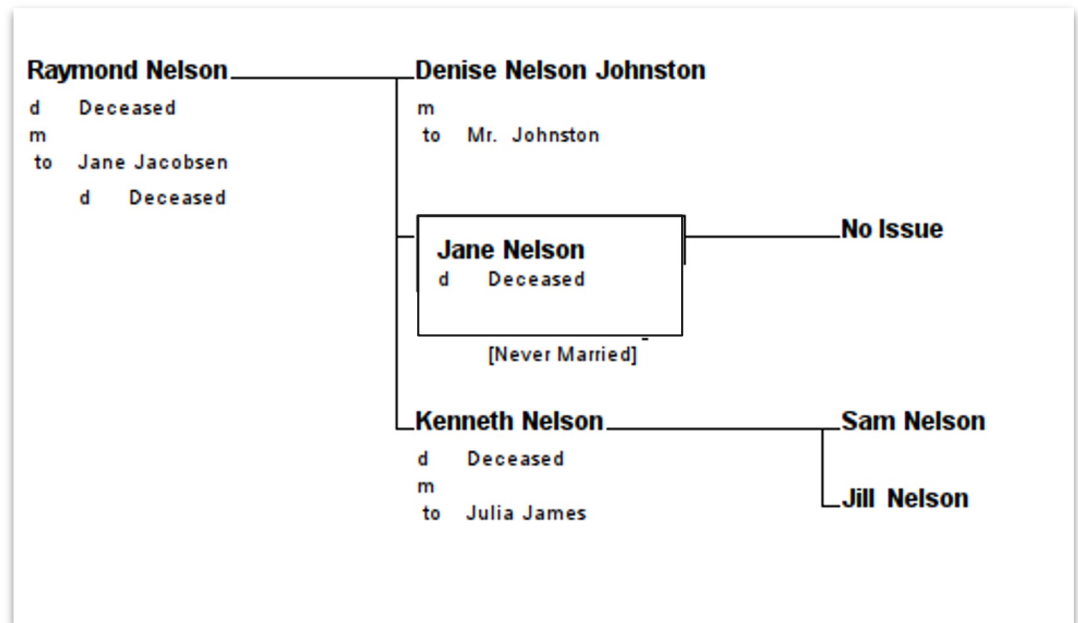 Raymond Nelson
d Deceased
m
to Jane Jacobsen
d Deceased
Denise Nelson Johnston
m
to Mr. Johnston
Jane Nelson
d Deceased
[Never Married]
No Issue
Kenneth Nelson
d Deceased
m
to Julia James
Sam Nelson
Jill Nelson